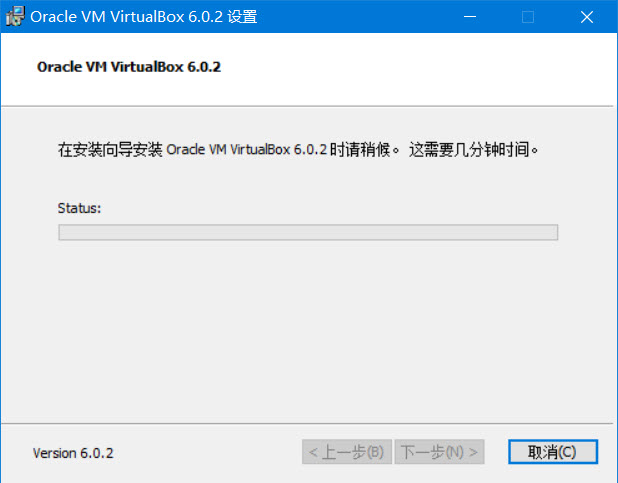 Oracle VM VirtualBox 6.0.2 设置
Oracle VM VirtualBox 6.0.2
在安装向导安装 Oracle VM VirtualBox 6.0.2 时请稍候。 这需要几分钟时间。
Status:
Version 6.0.2
< 上一步(B) 下一步(N) > 取消(C)